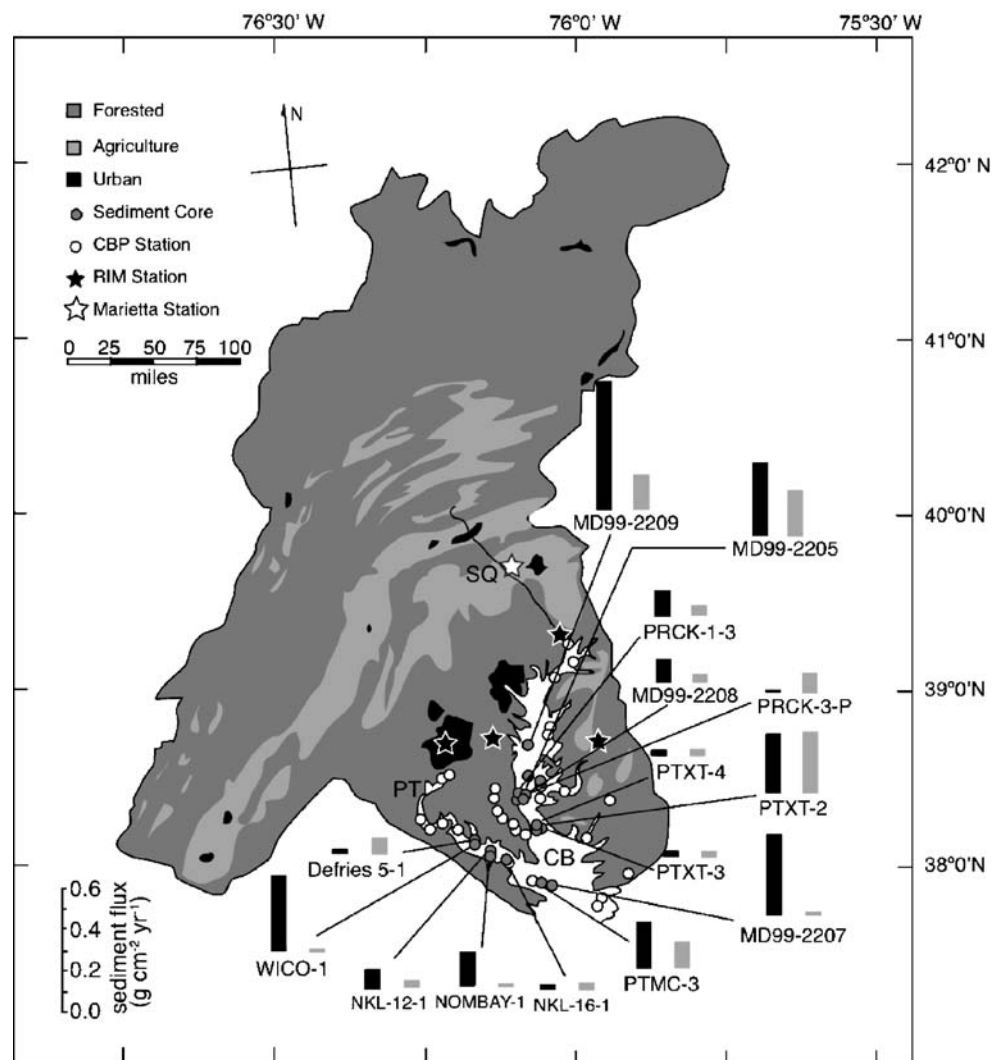 76°30' W
76°0' W
75°30' W
Forested
N
Agriculture
Urban
Sediment Core
CBP Station
RIM Station
Marietta Station
0 25 50 75 100
miles
42°0' N
41°0'N
40°0'N
39°0'N
38°0'N
MD99-2209
MD99-2205
SQ
PRCK-1-3
MD99-2208
PRCK-3-P
PTXT-4
PT
PTXT-2
CB
Defries 5-1
PTXT-3
MD99-2207
0.6
0.4
0.2
0.0
sediment flux
(g cm⁻² yr⁻¹)
WICO-1
NKL-12-1
NOMBAY-1
NKL-16-1
PTMC-3